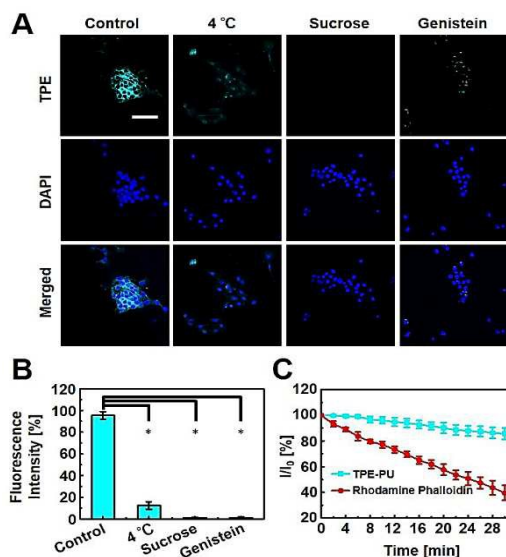 A
Control
4 °C
Sucrose
Genistein
TPE
DAPI
Merged
B
120
100
80
60
40
20
0
Fluorescence
Intensity [%]
*
*
*
Control
4 °C
Sucrose
Genistein
C
120
100
80
60
40
I/I0 [%]
TPE-PU
Rhodamine Phalloidin
0 4 8 12 16 20 24 28
Time [min]